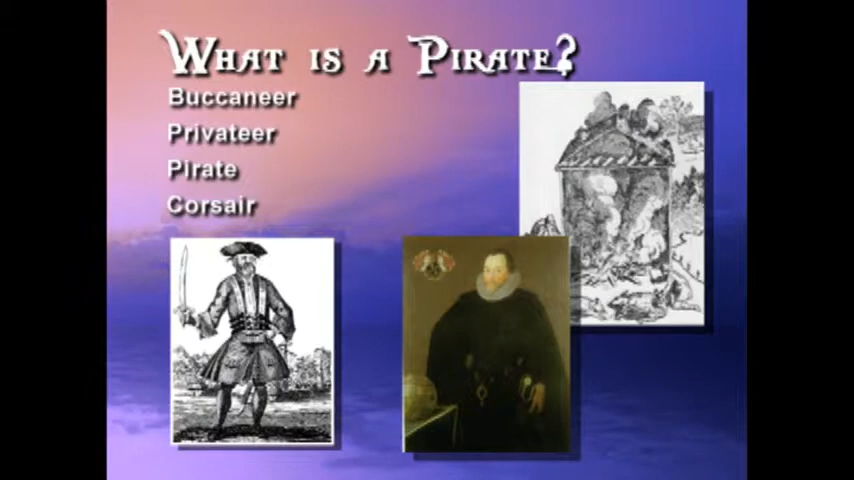 What is a Pirate?
Buccaneer
Privateer
Pirate
Corsair